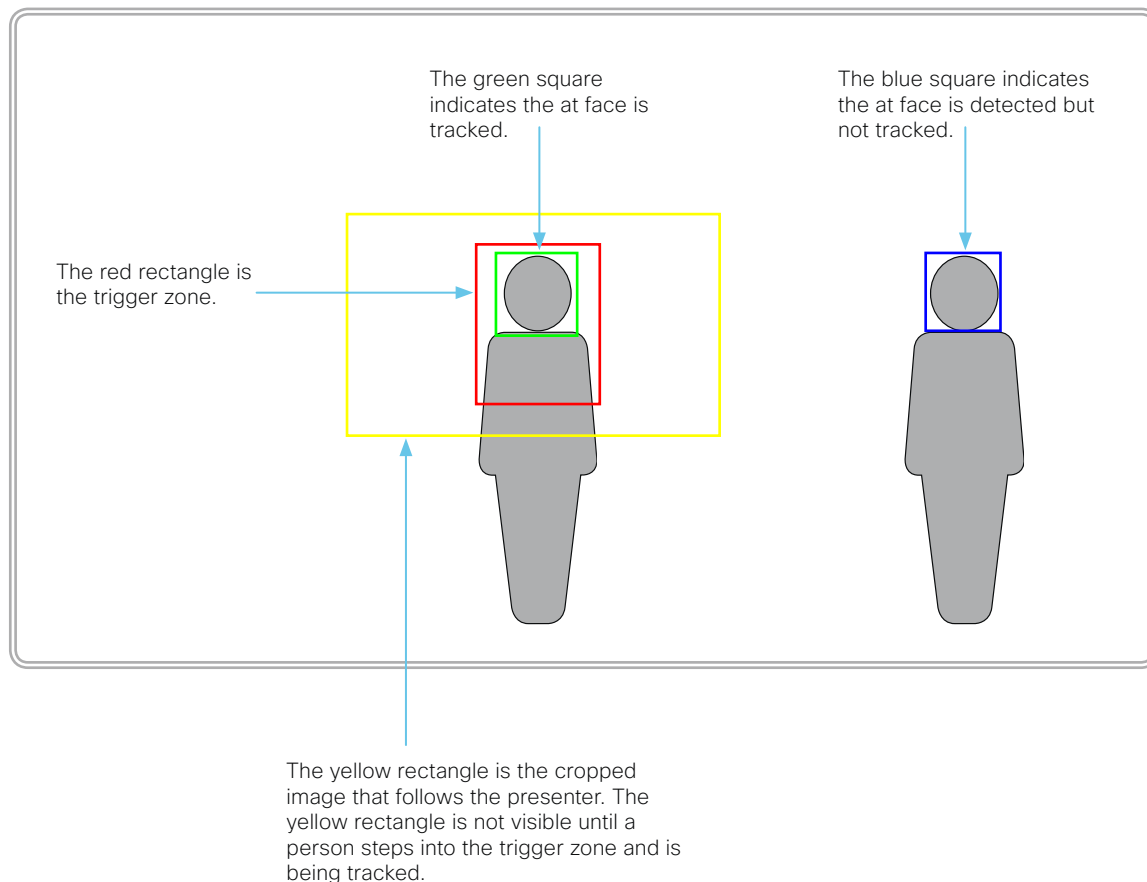 The green square
indicates the at face is
tracked.
The blue square indicates
the at face is detected but
not tracked.
The red rectangle is
the trigger zone.
The yellow rectangle is the cropped
image that follows the presenter. The
yellow rectangle is not visible until a
person steps into the trigger zone and is
being tracked.